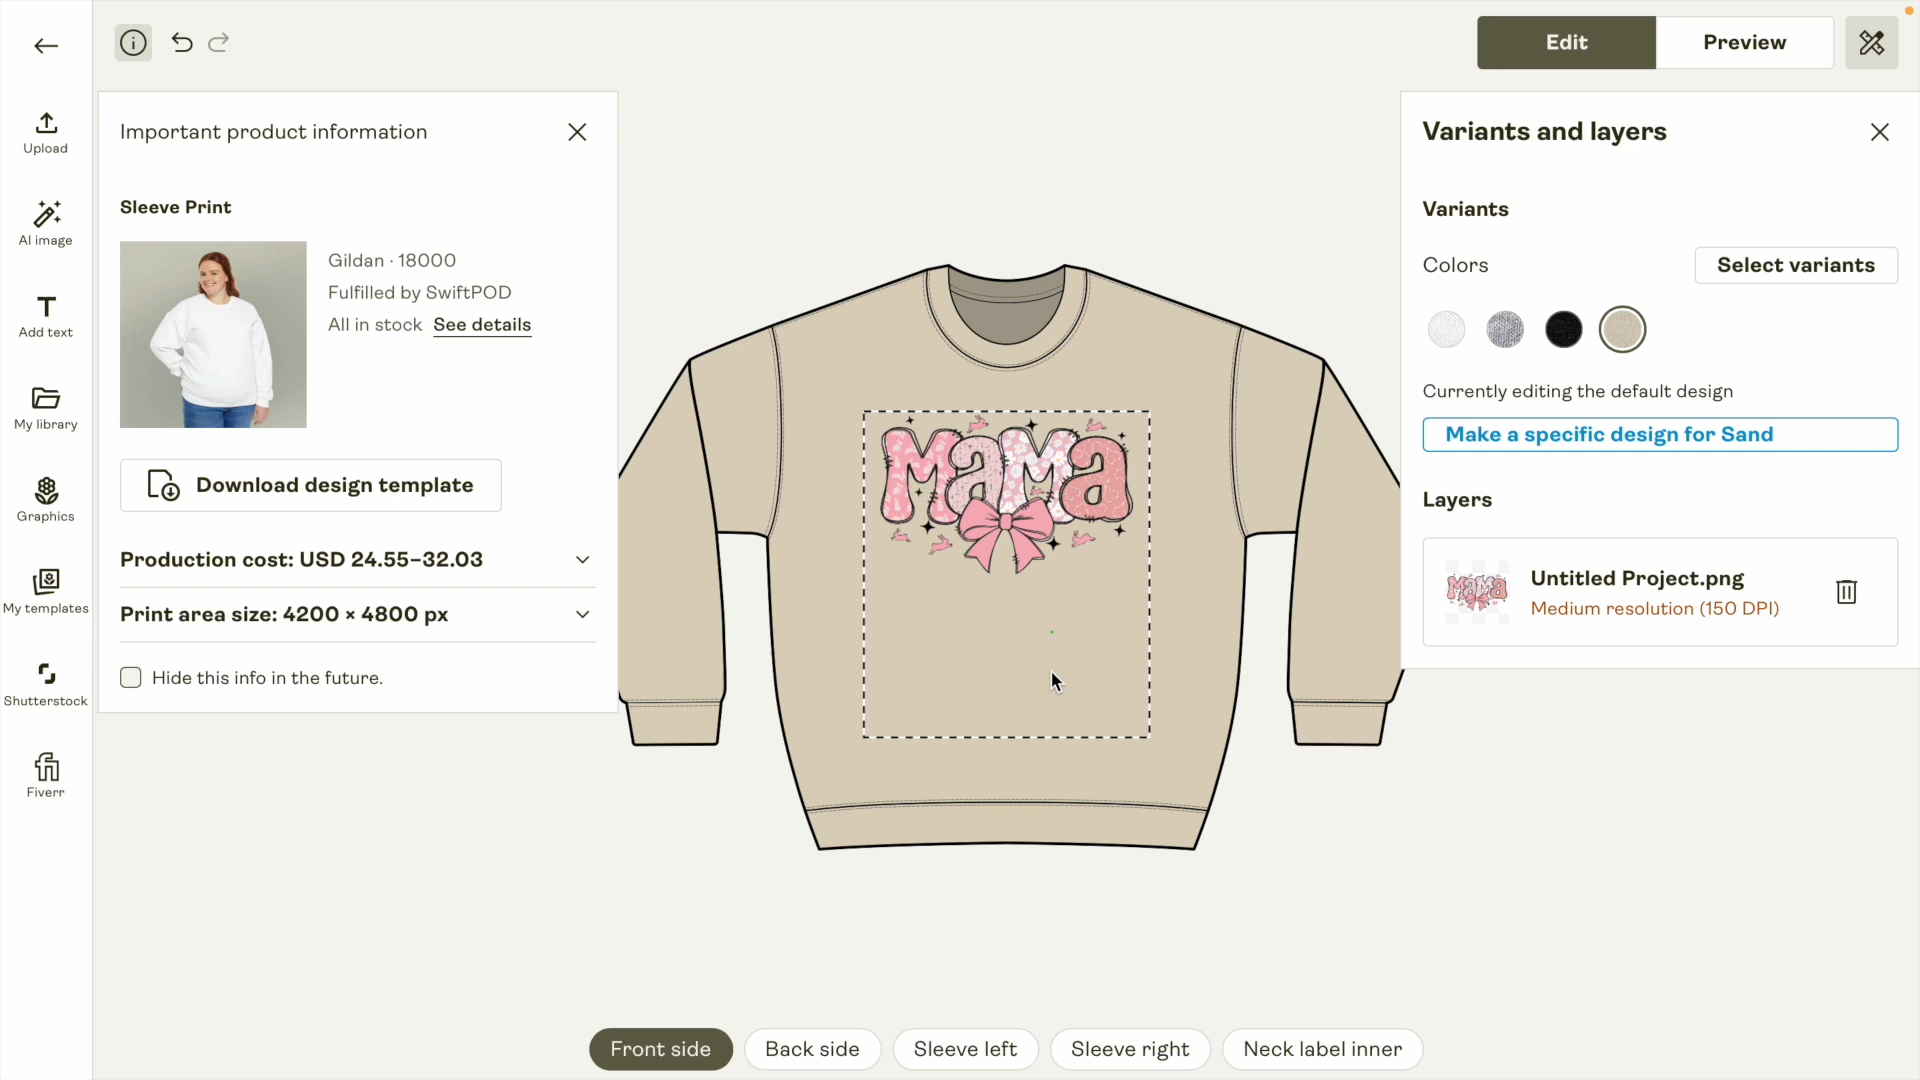 Edit
Preview
Upload
AI image
Add text
My library
Graphics
My templates
Shutterstock
Fiverr
Important product information
Sleeve Print
Gildan · 18000
Fulfilled by SwiftPOD
All in stock See details
Download design template
Production cost: USD 24.55–32.03
Print area size: 4200 × 4800 px
Hide this info in the future.
MaMa
Variants and layers
Variants
Colors
Select variants
Currently editing the default design
Make a specific design for Sand
Layers
MaMa
Untitled Project.png
Medium resolution (150 DPI)
Front side
Back side
Sleeve left
Sleeve right
Neck label inner